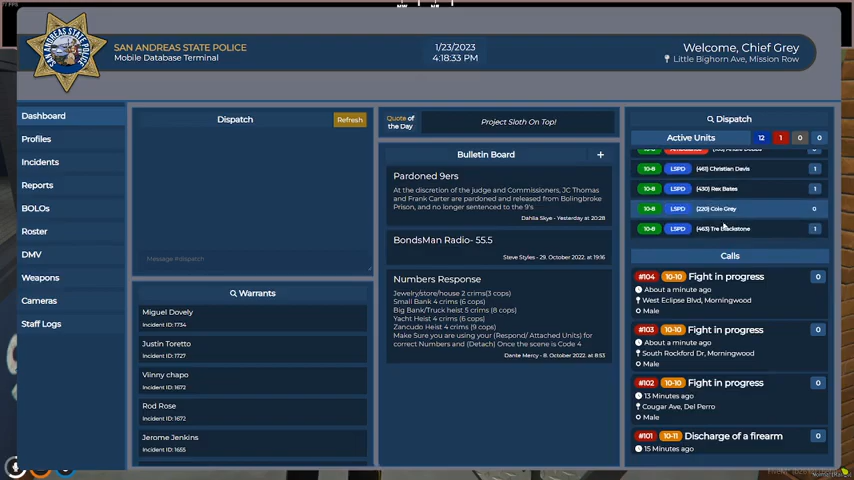 SAN ANDREAS STATE POLICE
Mobile Database Terminal
1/23/2023
4:18:33 PM
Welcome, Chief Grey
Little Bighorn Ave, Mission Row
Dashboard
Profiles
Incidents
Reports
BOLOs
Roster
DMV
Weapons
Cameras
Staff Logs
Dispatch
Refresh
Message #dispatch
Warrants
Miguel Dovely
Incident ID: 1734
Justin Toretto
Incident ID: 1727
Viinny chapo
Incident ID: 1672
Rod Rose
Incident ID: 1672
Jerome Jenkins
Incident ID: 1655
Quote of
the Day
Project Sloth On Top!
Bulletin Board +
Pardoned 9ers
At the discretion of the judge and Commissioners, JC Thomas
and Frank Carter are pardoned and released from Bolingbroke
Prison, and no longer sentenced to the 9's.
Dahlia Skye - Yesterday at 20:28
BondsMan Radio- 55.5
Steve Styles - 29. October 2022. at 19:16
Numbers Response
Jewelry/store/house 2 crims(3 cops)
Small Bank 4 crims (6 cops)
Big Bank/Truck heist 5 crims (8 cops)
Yacht Heist 4 crims (6 cops)
Zancudo Heist 4 crims (9 cops)
Make Sure you are using your (Respond/ Attached Units) for
correct Numbers and (Detach) Once the scene is Code 4
Dante Mercy - 8. October 2022. at 8:53
Dispatch
Active Units 12 1 0 0
10-8 LSPD (461) Christian Davis 1
10-8 LSPD (430) Rex Bates 1
10-8 LSPD (220) Cole Grey 0
10-8 LSPD (463) Tre Blackstone 1
Calls
#104 10-10 Fight in progress 0
About a minute ago
West Eclipse Blvd, Morningwood
Male
#103 10-10 Fight in progress 0
About a minute ago
South Rockford Dr, Morningwood
Male
#102 10-10 Fight in progress 0
13 Minutes ago
Cougar Ave, Del Perro
Male
#101 10-11 Discharge of a firearm 0
15 Minutes ago